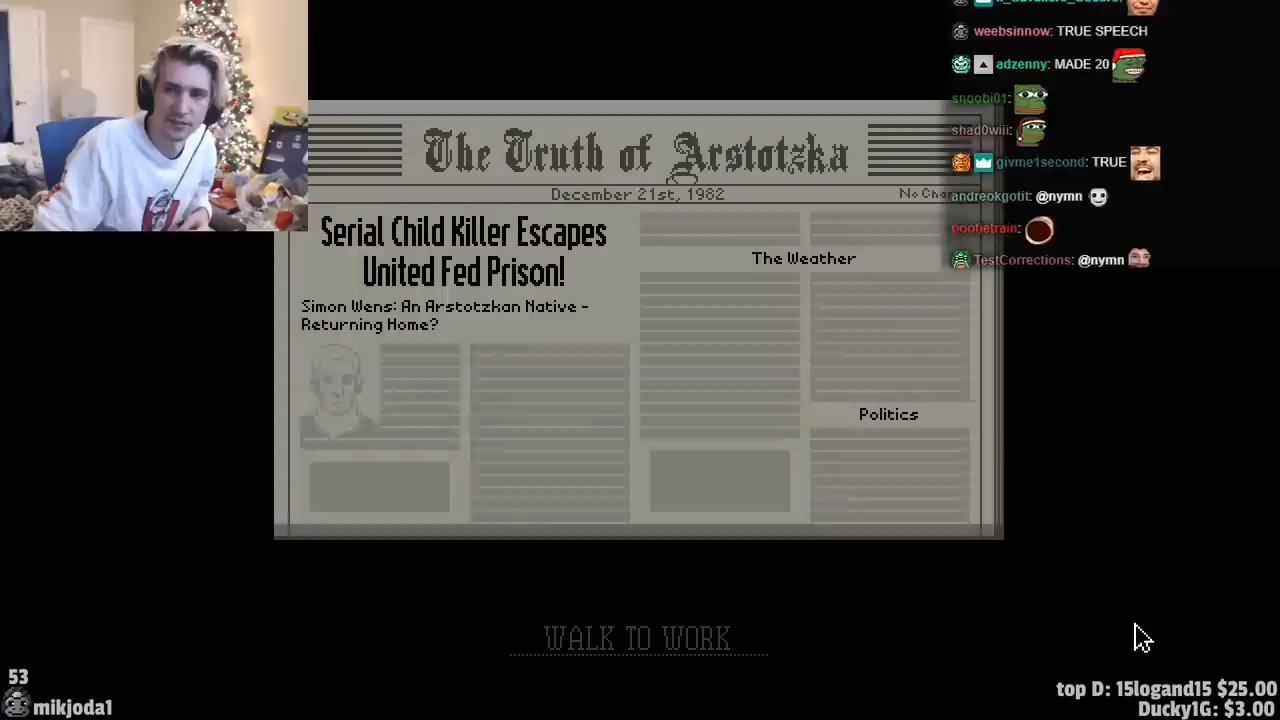 weebsinnow: TRUE SPEECH
adzenny: MADE 20
snoobi01:
shad0wiii:
givme1second: TRUE
andreokgotit: @nymn
poohetrain:
TestCorrections: @nymn
The Truth of Arstotzka
December 21st, 1982
Serial Child Killer Escapes
United Fed Prison!
Simon Wens: An Arstotzkan Native -
Returning Home?
The Weather
Politics
WALK TO WORK
53
mikjoda1
top D: 15logand15 $25.00
Ducky1G: $3.00